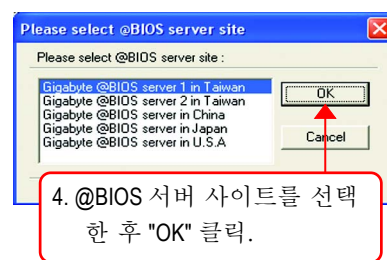 Please select @BIOS server site
Please select @BIOS server site :
Gigabyte @BIOS server 1 in Taiwan
Gigabyte @BIOS server 2 in Taiwan
Gigabyte @BIOS server in China
Gigabyte @BIOS server in Japan
Gigabyte @BIOS server in U.S.A
OK
Cancel
4. @BIOS 서버 사이트를 선택
한 후 "OK" 클릭.